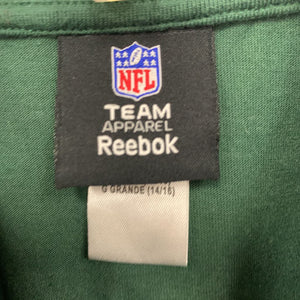 NFL
TEAM
APPAREL
Reebok
G GRANDE (14/16)